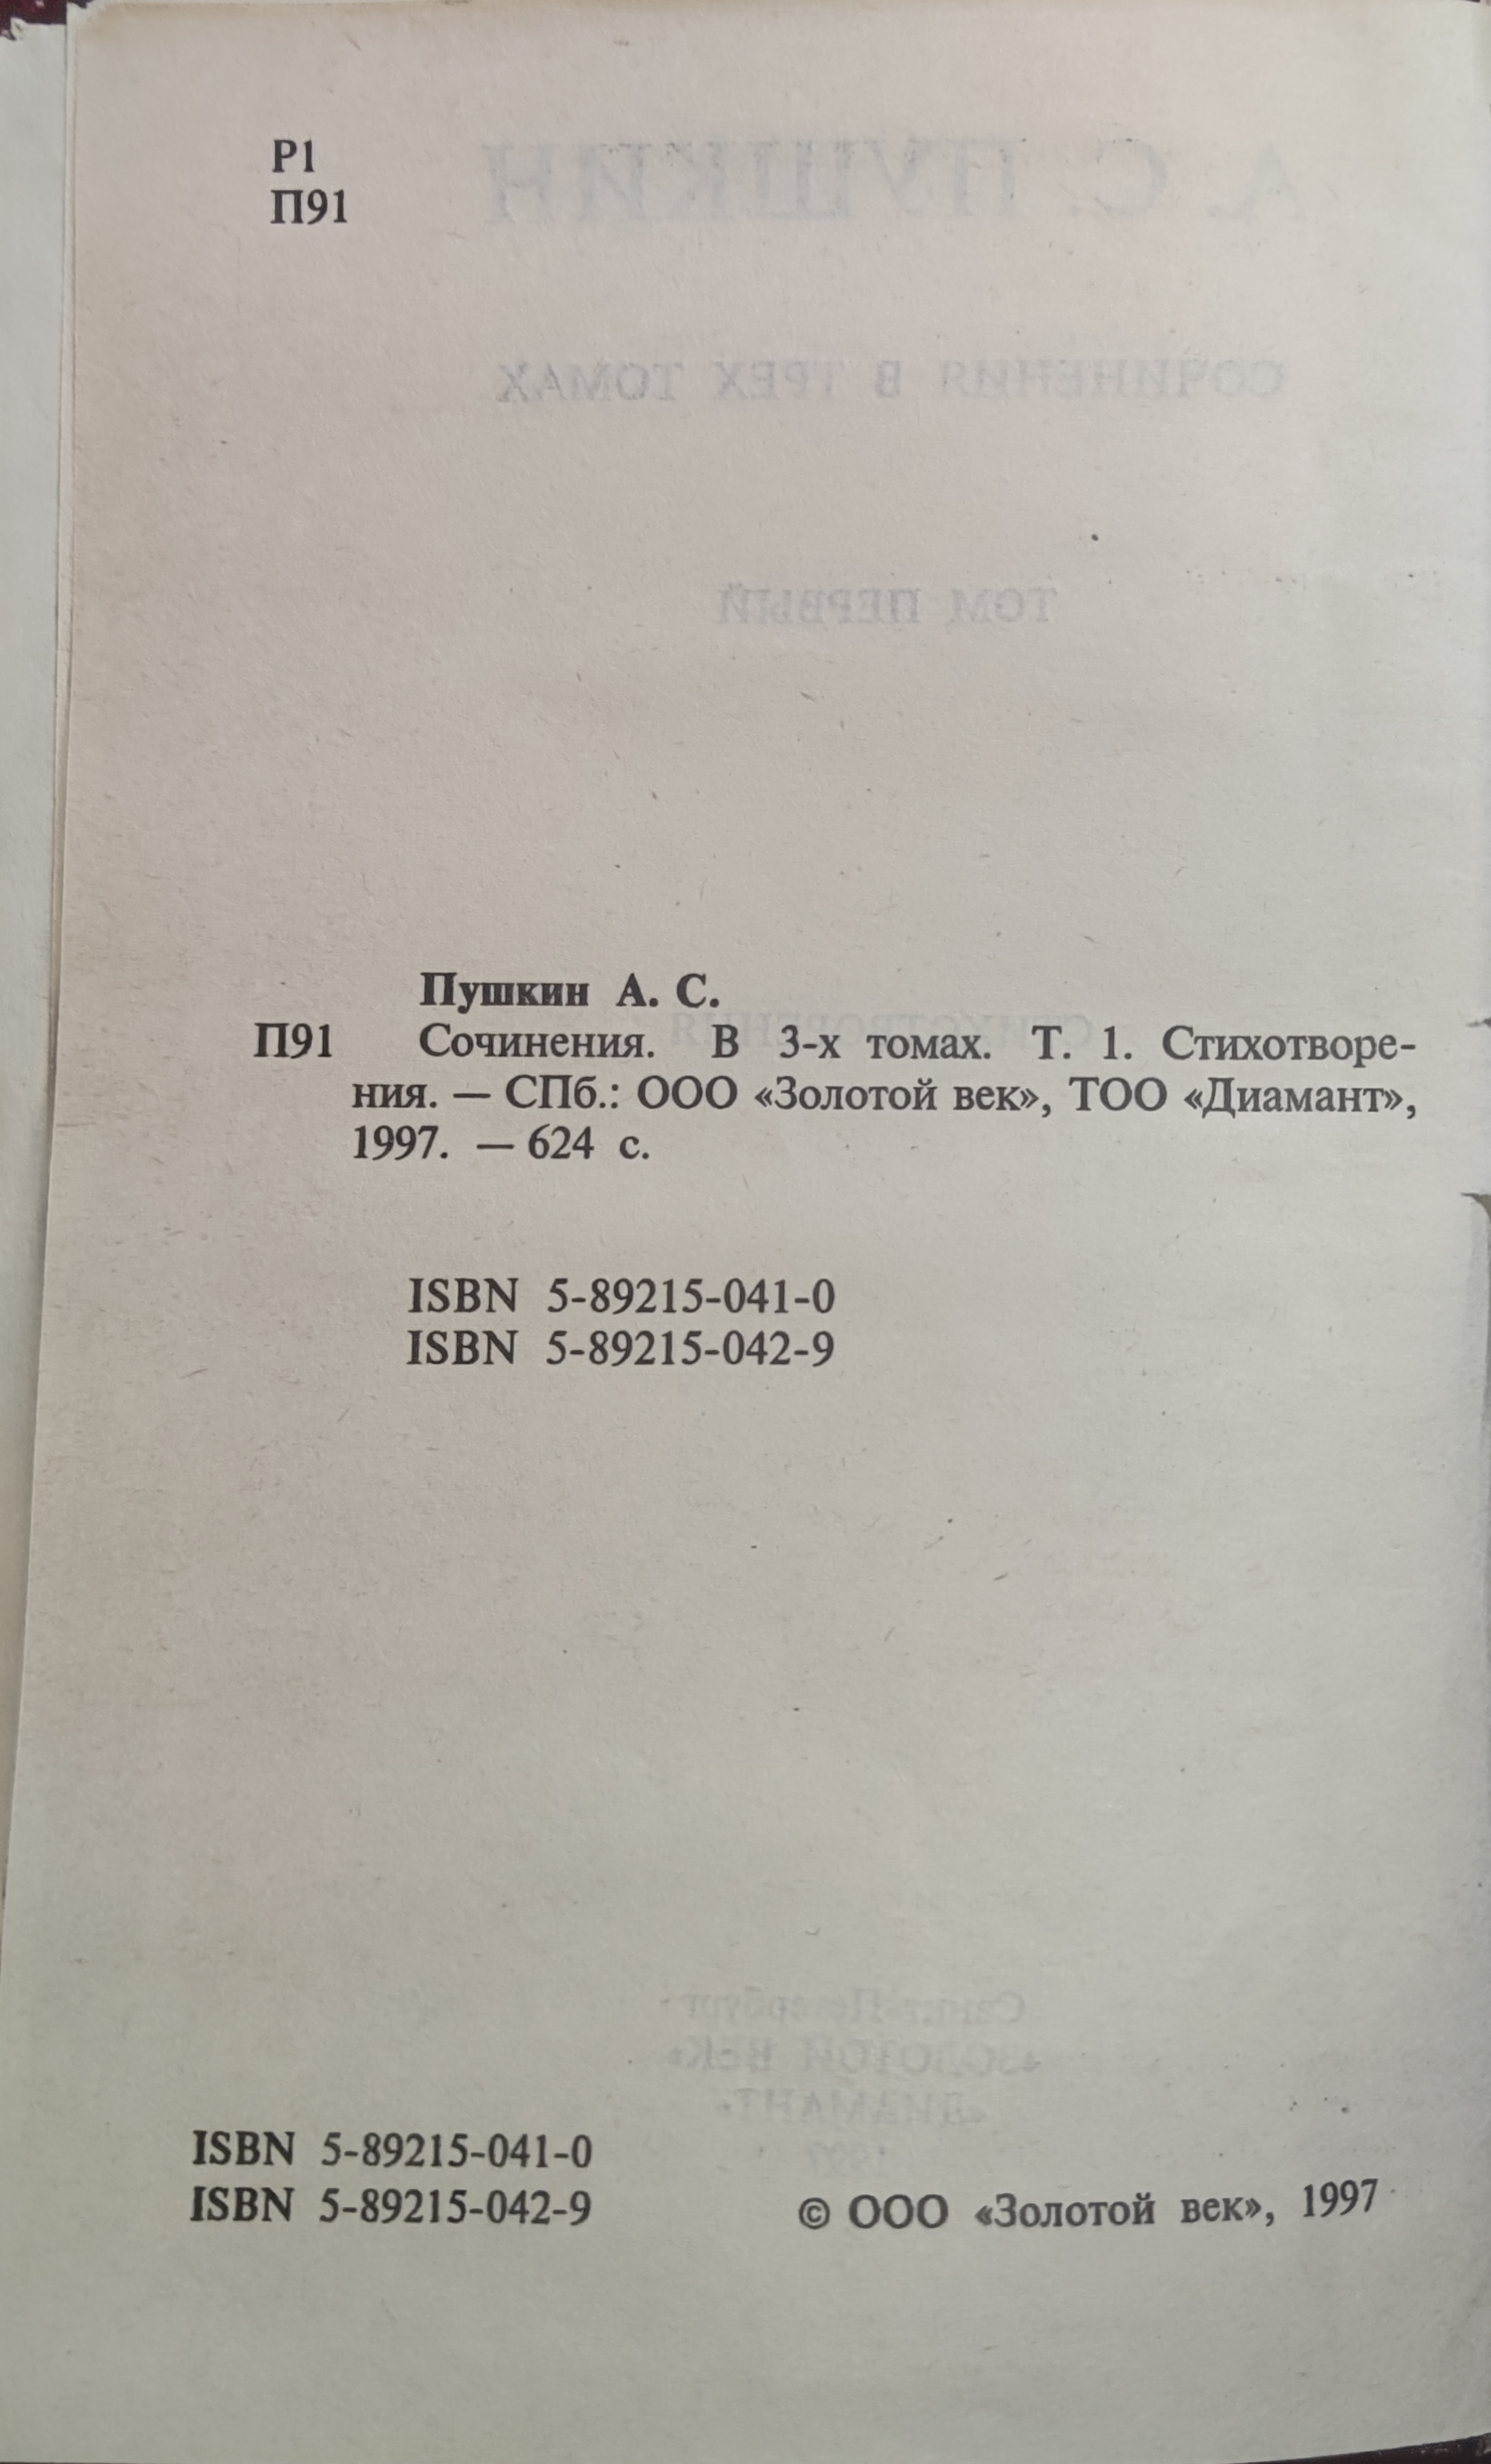 Р1
П91
Пушкин А. С.
П91 Сочинения. В 3-х томах. Т. 1. Стихотворе-
ния. — СПб.: ООО «Золотой век», ТОО «Диамант»,
1997. — 624 с.
ISBN 5-89215-041-0
ISBN 5-89215-042-9
ISBN 5-89215-041-0
ISBN 5-89215-042-9
© ООО «Золотой век», 1997